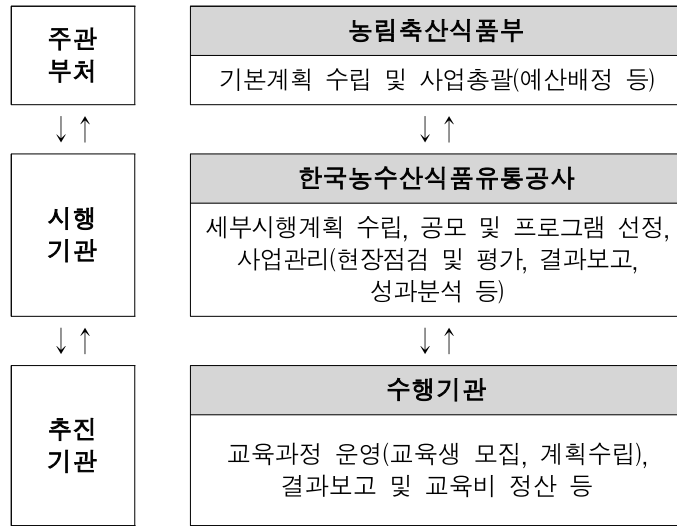 주관
부처
농림축산식품부
기본계획 수립 및 사업총괄(예산배정 등)
↓↑ ↓↑
시행
기관
한국농수산식품유통공사
세부시행계획 수립, 공모 및 프로그램 선정,
사업관리(현장점검 및 평가, 결과보고,
성과분석 등)
↓↑ ↓↑
추진
기관
수행기관
교육과정 운영(교육생 모집, 계획수립),
결과보고 및 교육비 정산 등